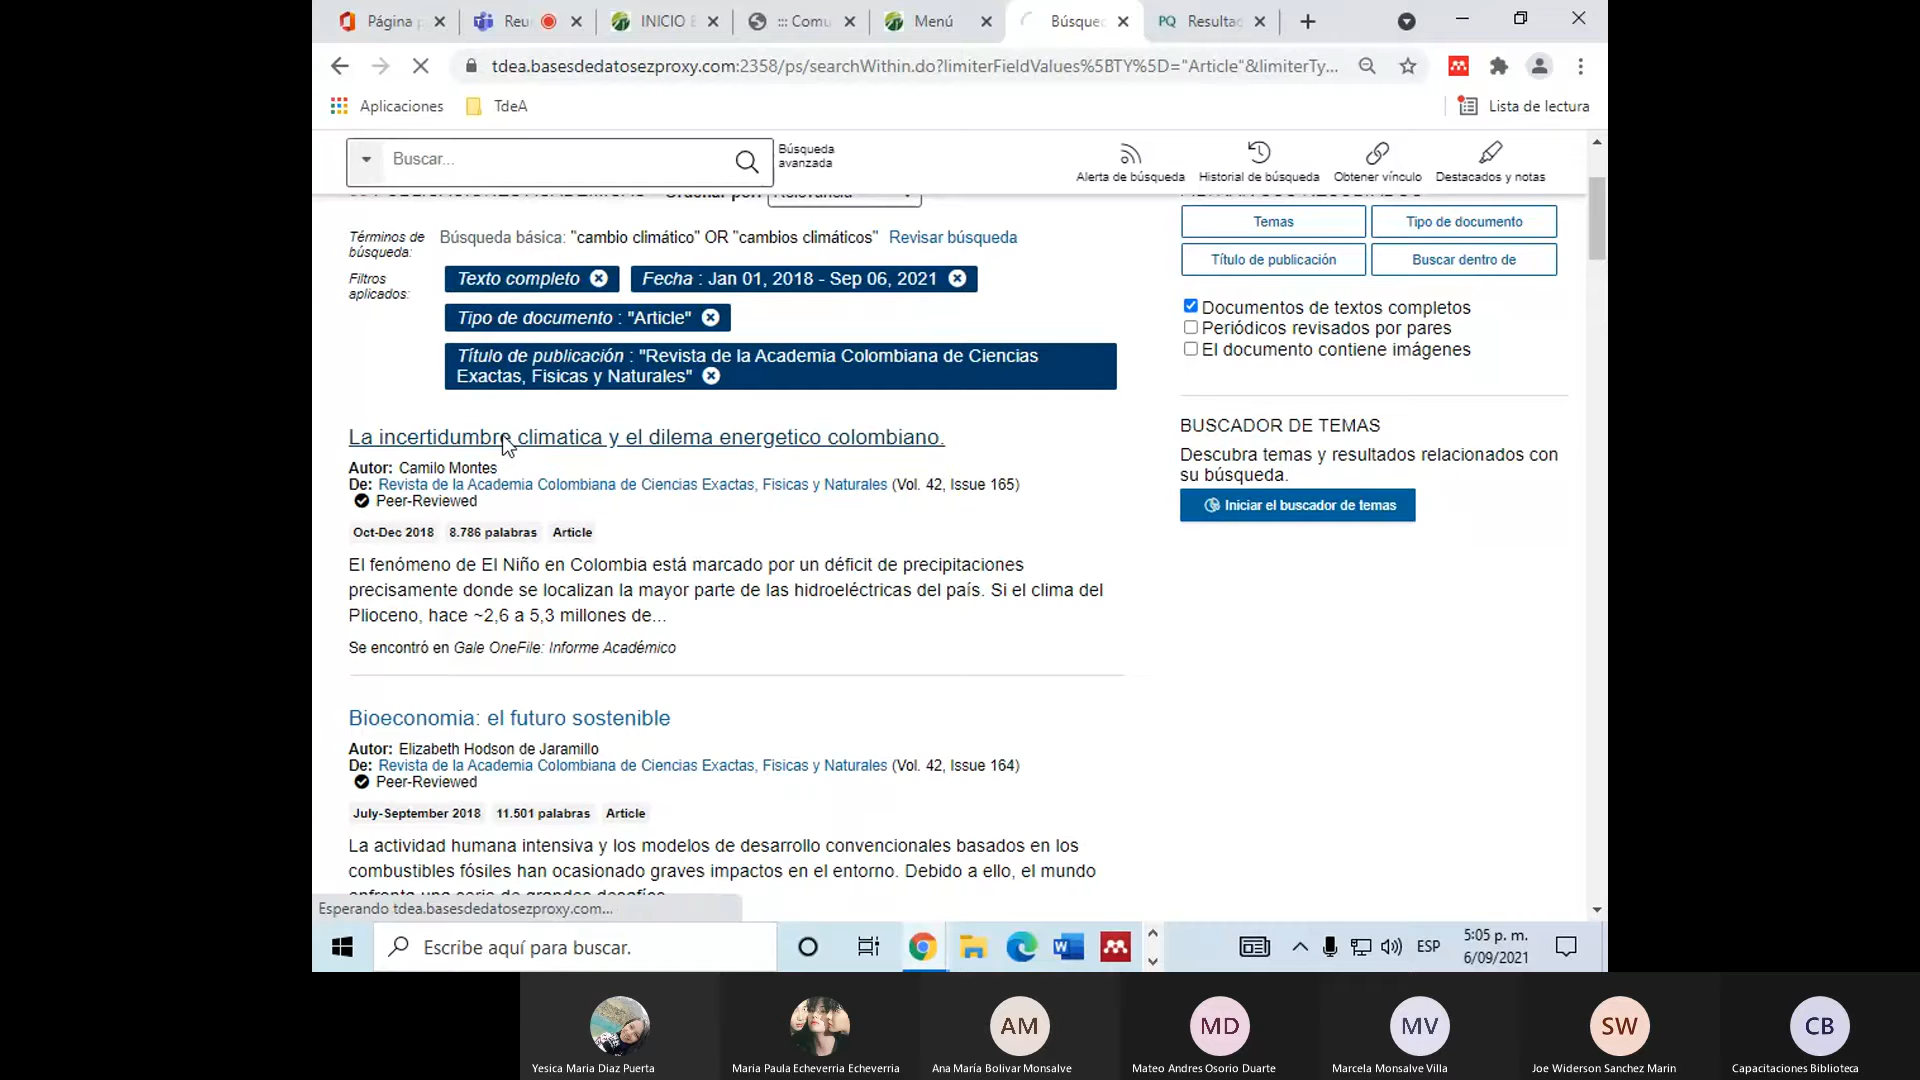 Página p
Reu
INICIO E
::: Comu
Menú
Búsqued
PQ Resultad
tdea.basesdedatosezproxy.com:2358/ps/searchWithin.do?limiterFieldValues%5BTY%5D="Article"&limiterTy...
Aplicaciones
TdeA
Lista de lectura
Buscar...
Búsqueda avanzada
Alerta de búsqueda
Historial de búsqueda
Obtener vínculo
Destacados y notas
Ordenar por:
Relevancia
Términos de búsqueda:
Búsqueda básica: "cambio climático" OR "cambios climáticos" Revisar búsqueda
Filtros aplicados:
Texto completo
Fecha : Jan 01, 2018 - Sep 06, 2021
Tipo de documento : "Article"
Título de publicación : "Revista de la Academia Colombiana de Ciencias
Exactas, Fisicas y Naturales"
La incertidumbre climatica y el dilema energetico colombiano.
Autor: Camilo Montes
De: Revista de la Academia Colombiana de Ciencias Exactas, Fisicas y Naturales (Vol. 42, Issue 165)
Peer-Reviewed
Oct-Dec 2018 8.786 palabras Article
El fenómeno de El Niño en Colombia está marcado por un déficit de precipitaciones
precisamente donde se localizan la mayor parte de las hidroeléctricas del país. Si el clima del
Plioceno, hace ~2,6 a 5,3 millones de...
Se encontró en Gale OneFile: Informe Académico
Bioeconomia: el futuro sostenible
Autor: Elizabeth Hodson de Jaramillo
De: Revista de la Academia Colombiana de Ciencias Exactas, Fisicas y Naturales (Vol. 42, Issue 164)
Peer-Reviewed
July-September 2018 11.501 palabras Article
La actividad humana intensiva y los modelos de desarrollo convencionales basados en los
combustibles fósiles han ocasionado graves impactos en el entorno. Debido a ello, el mundo
enfrenta una serie de grandes desafíos
Temas
Tipo de documento
Título de publicación
Buscar dentro de
Documentos de textos completos
Periódicos revisados por pares
El documento contiene imágenes
BUSCADOR DE TEMAS
Descubra temas y resultados relacionados con
su búsqueda.
Iniciar el buscador de temas
Esperando tdea.basesdedatosezproxy.com...
Escribe aquí para buscar.
ESP
5:05 p. m.
6/09/2021
AM
MD
MV
SW
CB
Yesica Maria Diaz Puerta
Maria Paula Echeverria Echeverria
Ana María Bolivar Monsalve
Mateo Andres Osorio Duarte
Marcela Monsalve Villa
Joe Widerson Sanchez Marin
Capacitaciones Biblioteca